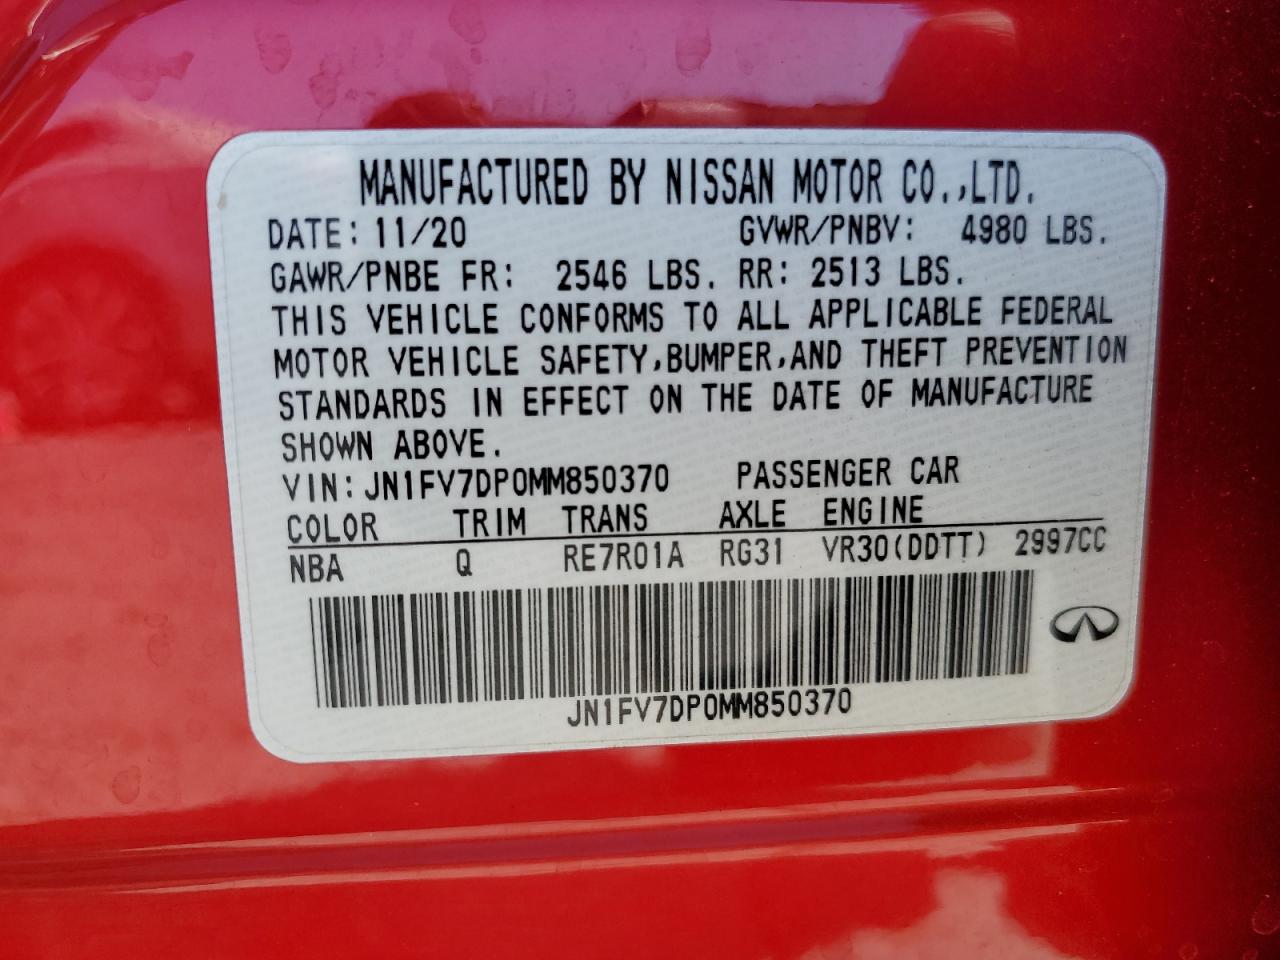 MANUFACTURED BY NISSAN MOTOR CO.,LTD.
DATE: 11/20 GVWR/PNBV: 4980 LBS.
GAWR/PNBE FR: 2546 LBS. RR: 2513 LBS.
THIS VEHICLE CONFORMS TO ALL APPLICABLE FEDERAL
MOTOR VEHICLE SAFETY,BUMPER,AND THEFT PREVENTION
STANDARDS IN EFFECT ON THE DATE OF MANUFACTURE
SHOWN ABOVE.
VIN: JN1FV7DP0MM850370 PASSENGER CAR
COLOR TRIM TRANS AXLE ENGINE
NBA Q RE7R01A RG31 VR30(DDTT) 2997CC
JN1FV7DP0MM850370